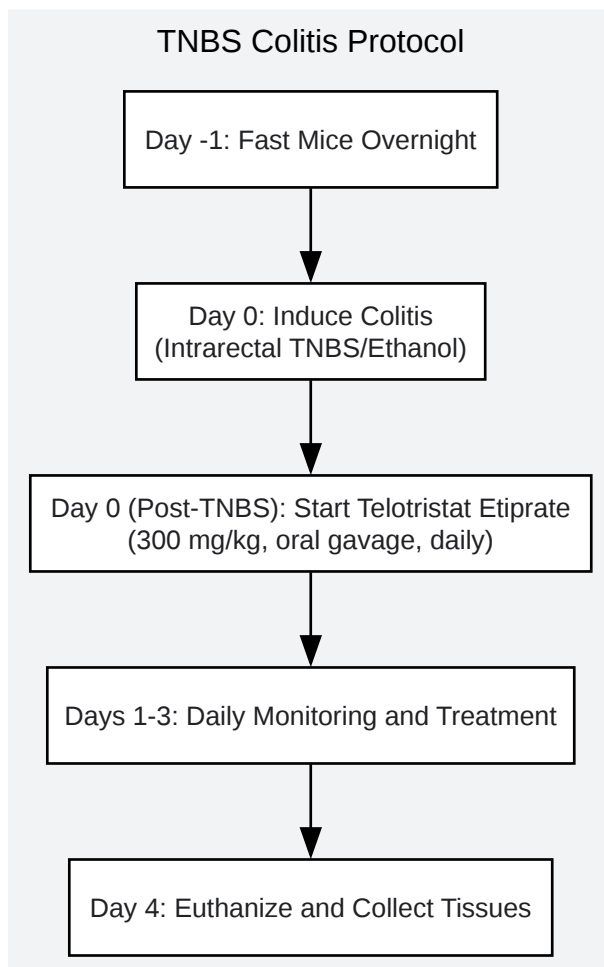 TNBS Colitis Protocol
Day -1: Fast Mice Overnight
Day 0: Induce Colitis
(Intrarectal TNBS/Ethanol)
Day 0 (Post-TNBS): Start Telotristat Etiprate
(300 mg/kg, oral gavage, daily)
Days 1-3: Daily Monitoring and Treatment
Day 4: Euthanize and Collect Tissues